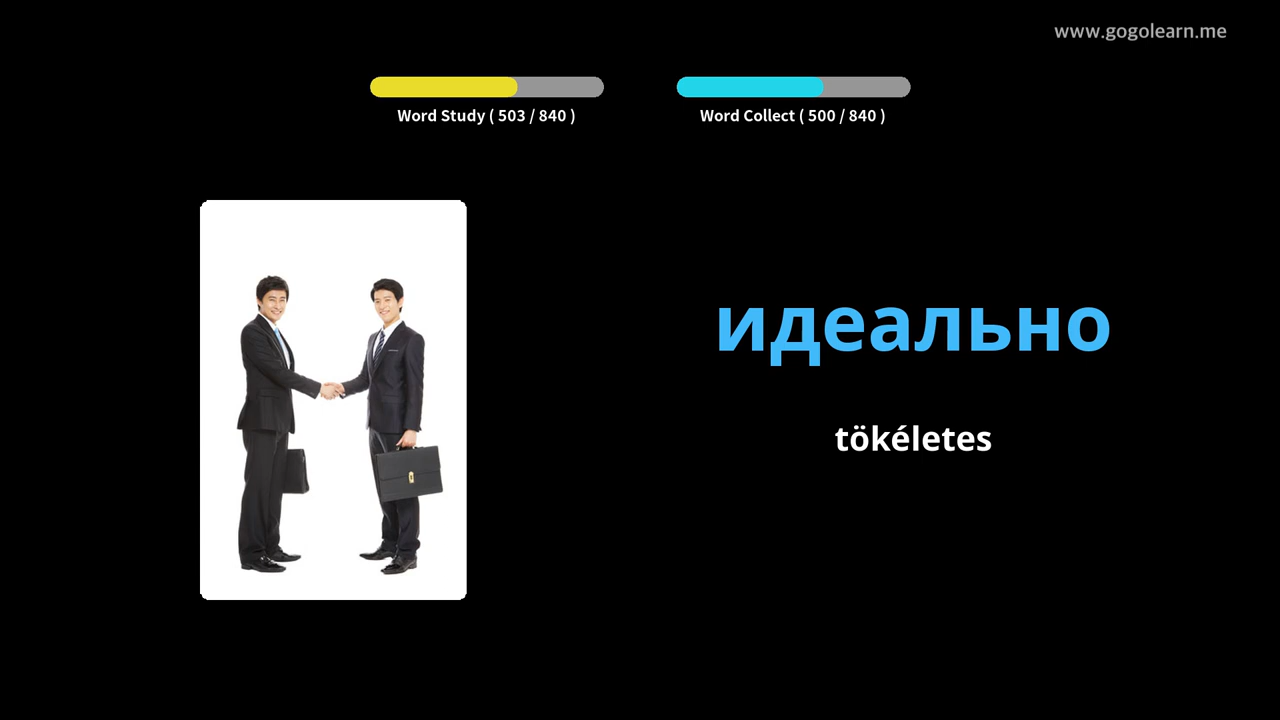 www.gogolearn.me
Word Study ( 503 / 840 )
Word Collect ( 500 / 840 )
идеально
tökéletes